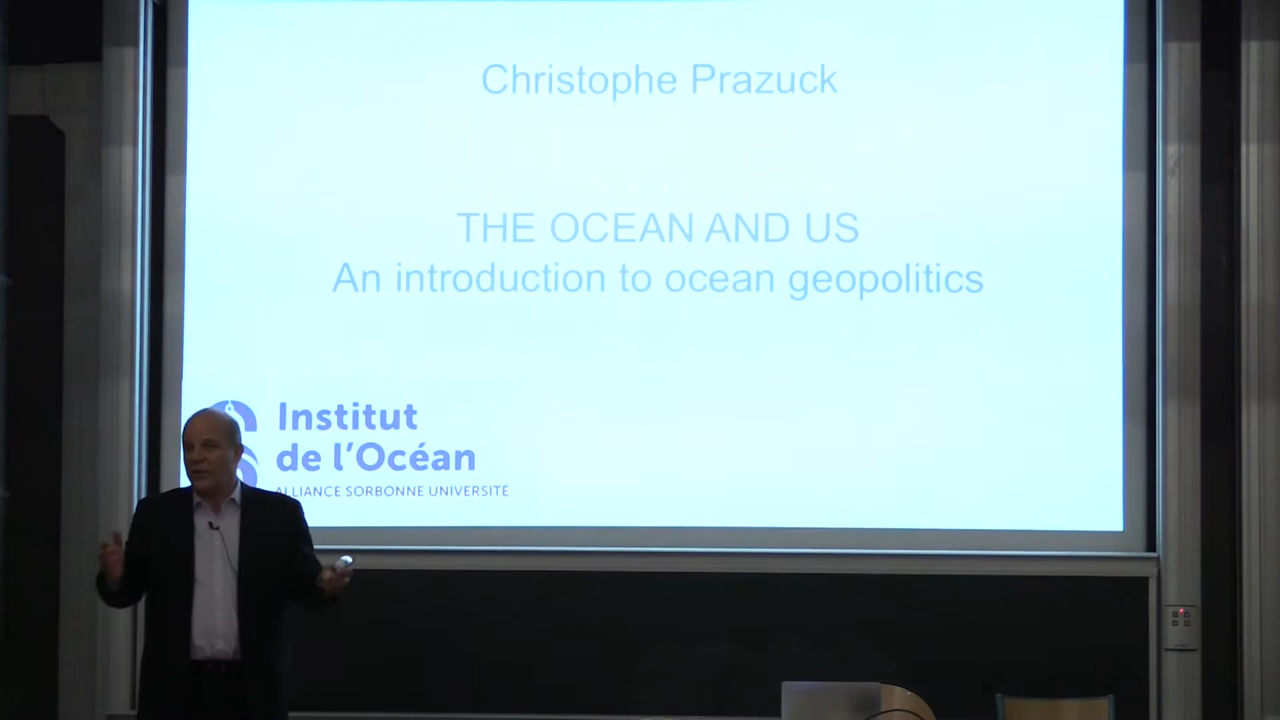 Christophe Prazuck
THE OCEAN AND US
An introduction to ocean geopolitics
Institut
de l'Océan
ALLIANCE SORBONNE UNIVERSITÉ